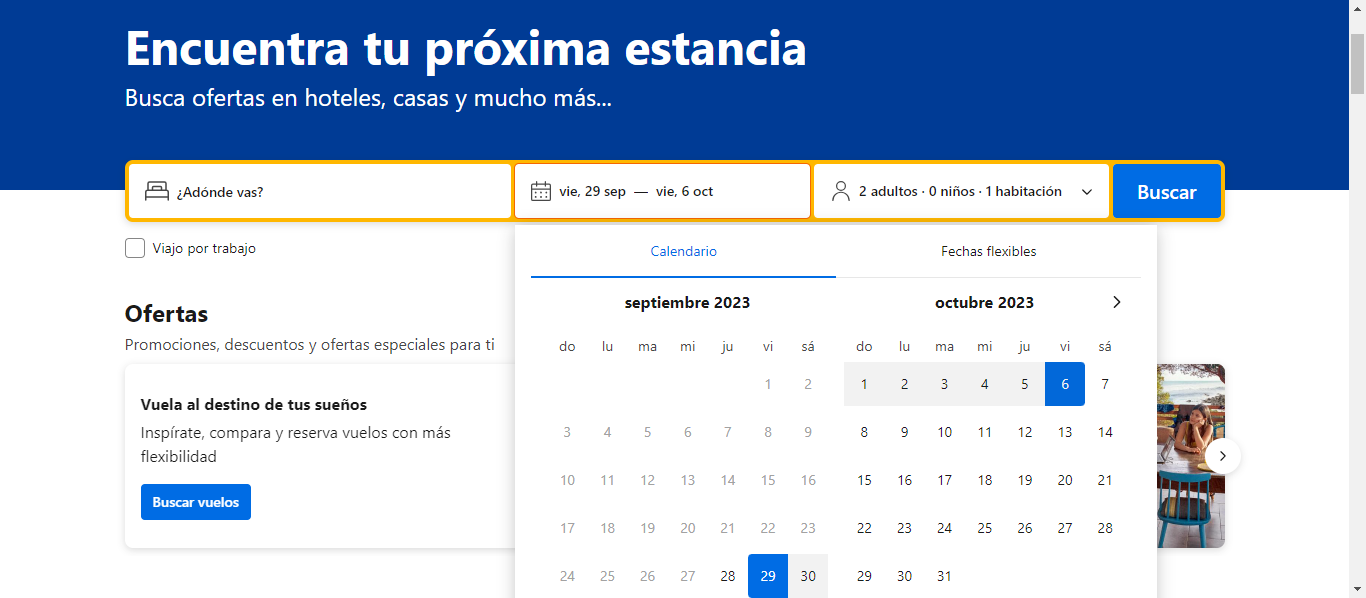 Encuentra tu próxima estancia
Busca ofertas en hoteles, casas y mucho más...
¿Adónde vas?
vie, 29 sep — vie, 6 oct
2 adultos · 0 niños · 1 habitación
Buscar
Viajo por trabajo
Ofertas
Promociones, descuentos y ofertas especiales para ti
Vuela al destino de tus sueños
Inspírate, compara y reserva vuelos con más
flexibilidad
Buscar vuelos
Calendario
Fechas flexibles
septiembre 2023
do lu ma mi ju vi sá
1 2
3 4 5 6 7 8 9
10 11 12 13 14 15 16
17 18 19 20 21 22 23
24 25 26 27 28 29 30
octubre 2023
do lu ma mi ju vi sá
1 2 3 4 5 6 7
8 9 10 11 12 13 14
15 16 17 18 19 20 21
22 23 24 25 26 27 28
29 30 31